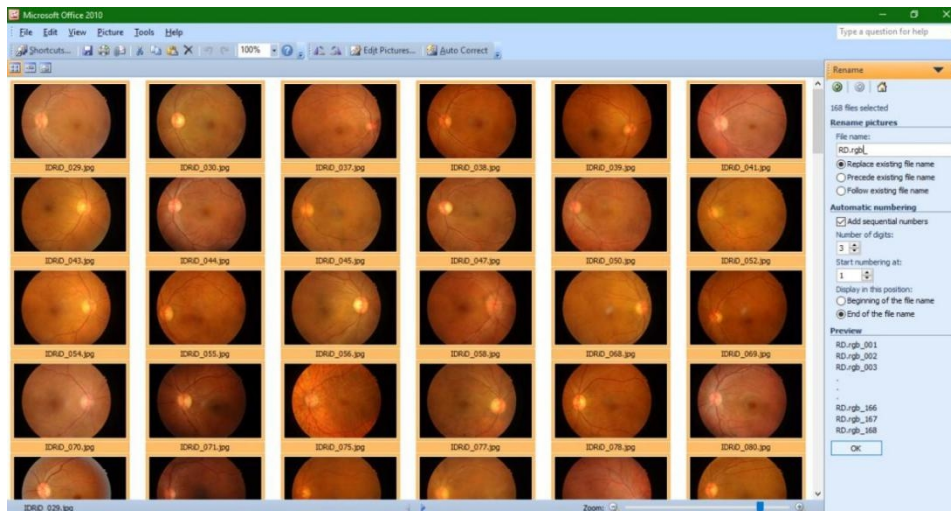 Microsoft Office 2010
File Edit View Picture Tools Help
Type a question for help
Shortcuts... 100% Edit Pictures... Auto Correct
IDRiD_029.jpg IDRiD_030.jpg IDRiD_037.jpg IDRiD_038.jpg IDRiD_039.jpg IDRiD_041.jpg
IDRiD_043.jpg IDRiD_044.jpg IDRiD_045.jpg IDRiD_047.jpg IDRiD_050.jpg IDRiD_052.jpg
IDRiD_054.jpg IDRiD_055.jpg IDRiD_056.jpg IDRiD_058.jpg IDRiD_068.jpg IDRiD_069.jpg
IDRiD_070.jpg IDRiD_071.jpg IDRiD_075.jpg IDRiD_077.jpg IDRiD_078.jpg IDRiD_080.jpg
IDRiD_029.jpg
Zoom:
Rename
168 files selected
Rename pictures
File name:
RD.rgb_
Replace existing file name
Precede existing file name
Follow existing file name
Automatic numbering
Add sequential numbers
Number of digits:
3
Start numbering at:
1
Display in this position:
Beginning of the file name
End of the file name
Preview
RD.rgb_001
RD.rgb_002
RD.rgb_003
.
.
.
RD.rgb_166
RD.rgb_167
RD.rgb_168
OK